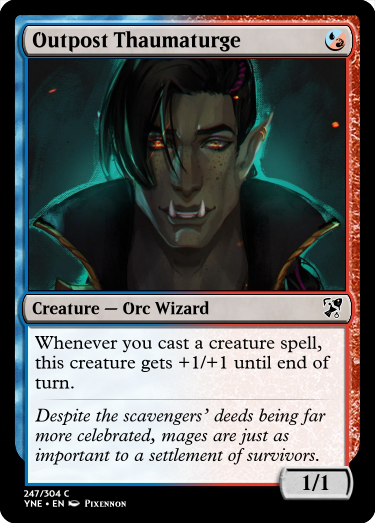 Outpost Thaumaturge
Creature — Orc Wizard
Whenever you cast a creature spell,
this creature gets +1/+1 until end of
turn.
Despite the scavengers’ deeds being far
more celebrated, mages are just as
important to a settlement of survivors.
1/1
247/304 C
YNE • EN Pixennon